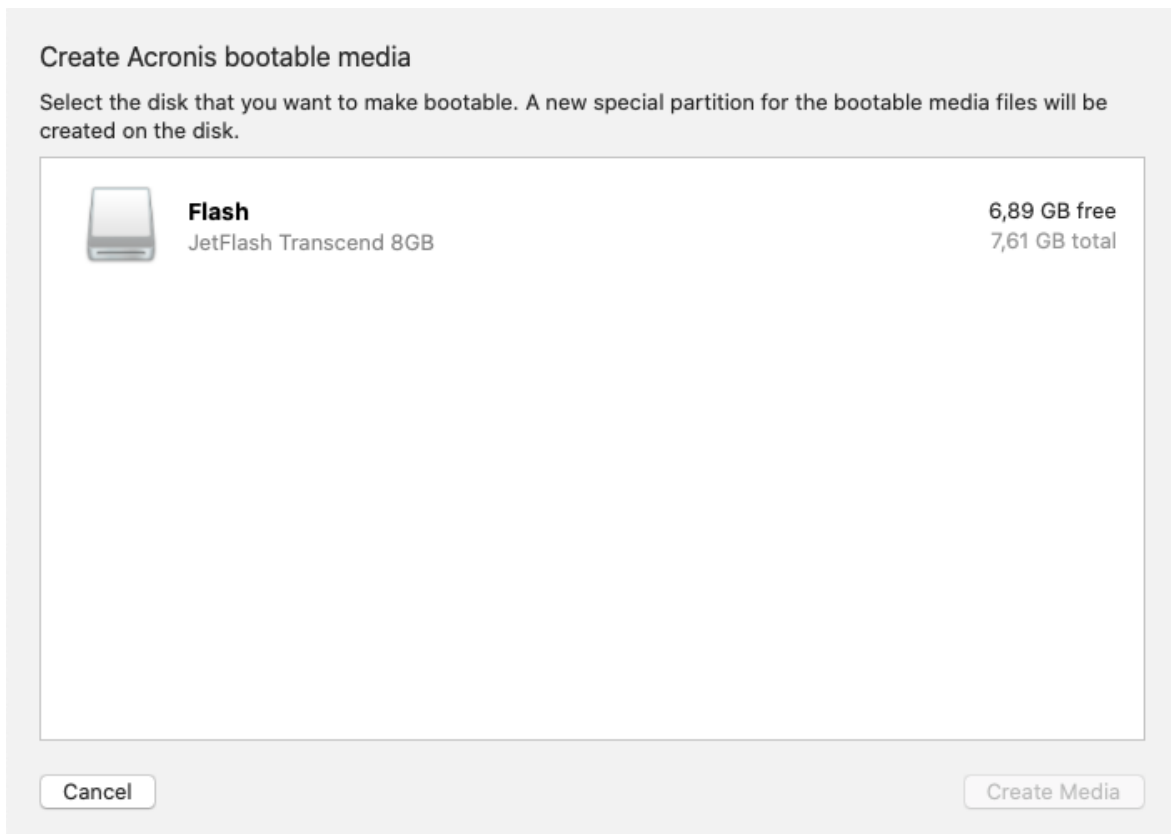 Create Acronis bootable media
Select the disk that you want to make bootable. A new special partition for the bootable media files will be
created on the disk.
Flash
6,89 GB free
JetFlash Transcend 8GB
7,61 GB total
Cancel
Create Media